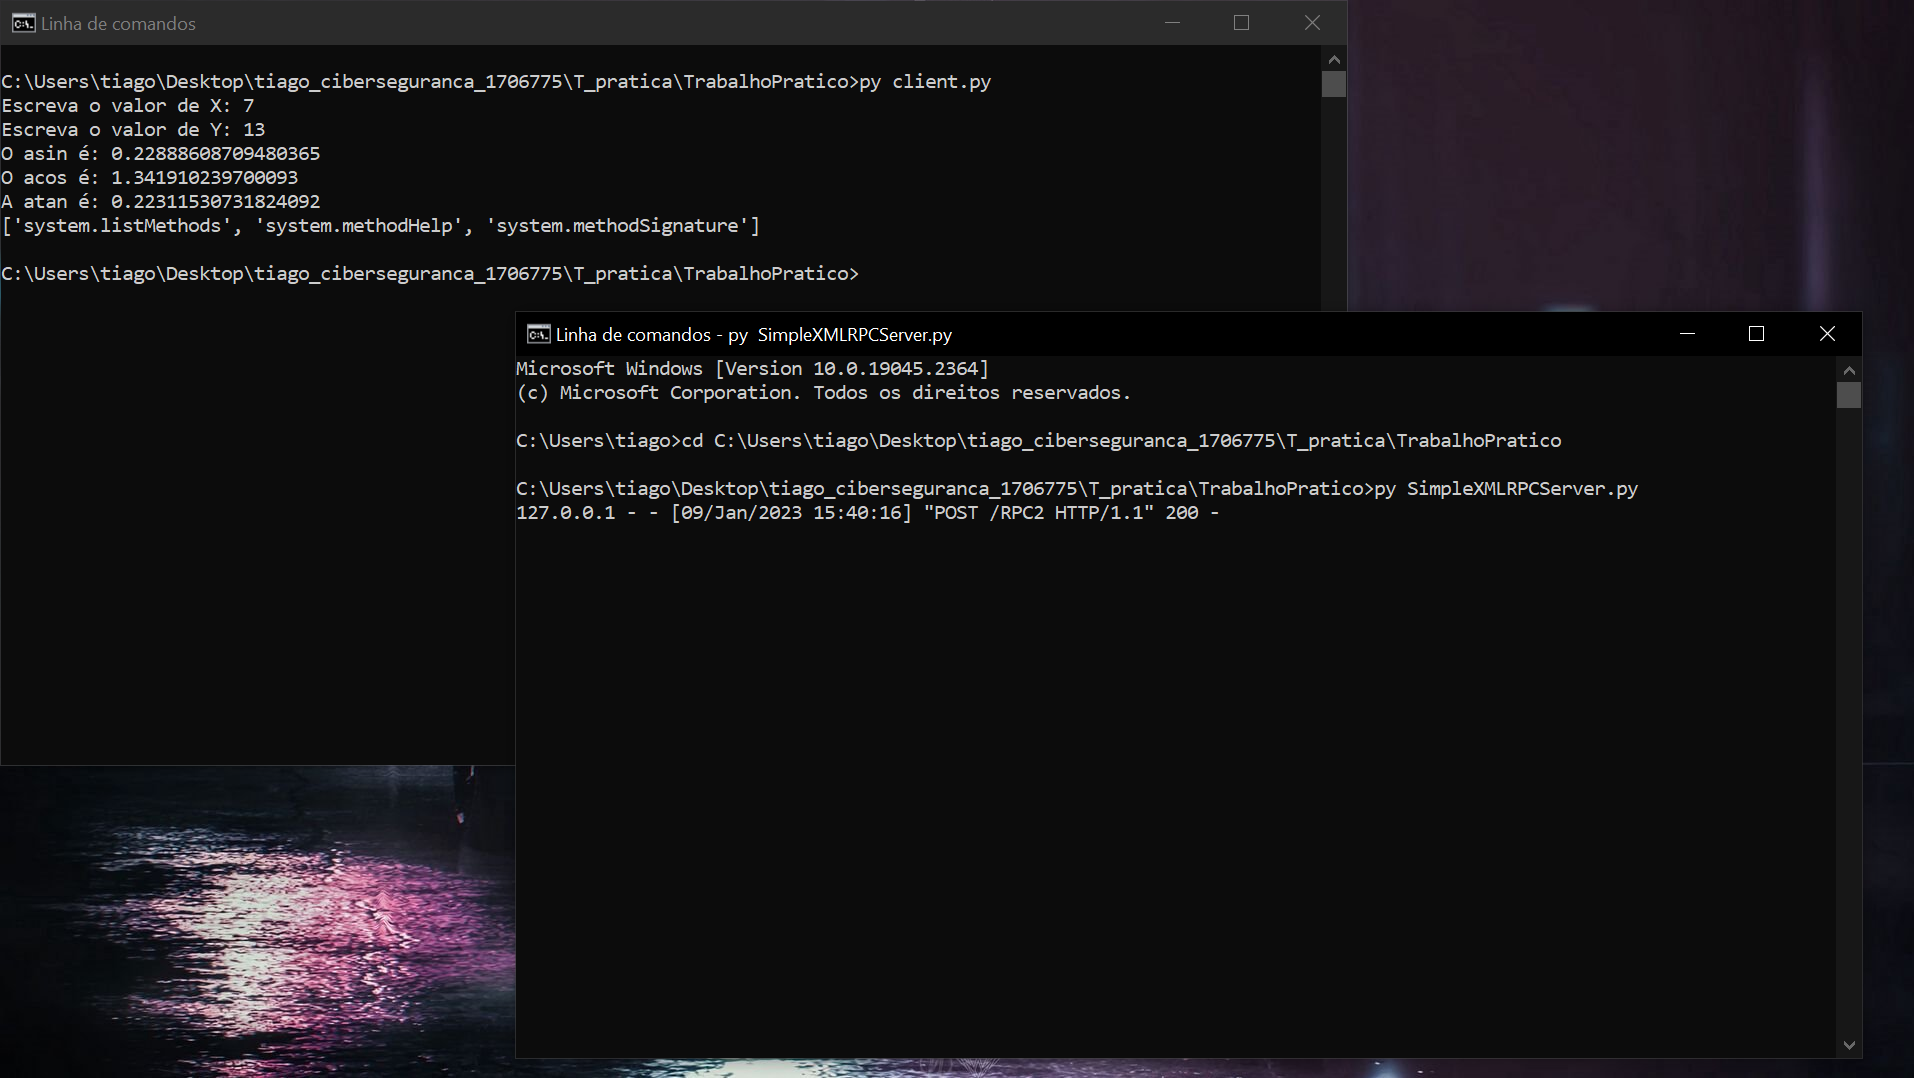 Linha de comandos
C:\Users\tiago\Desktop\tiago_ciberseguranca_1706775\T_pratica\TrabalhoPratico>py client.py
Escreva o valor de X: 7
Escreva o valor de Y: 13
O asin é: 0.22888608709480365
O acos é: 1.341910239700093
A atan é: 0.22311530731824092
['system.listMethods', 'system.methodHelp', 'system.methodSignature']
C:\Users\tiago\Desktop\tiago_ciberseguranca_1706775\T_pratica\TrabalhoPratico>
Linha de comandos - py  SimpleXMLRPCServer.py
Microsoft Windows [Version 10.0.19045.2364]
(c) Microsoft Corporation. Todos os direitos reservados.
C:\Users\tiago>cd C:\Users\tiago\Desktop\tiago_ciberseguranca_1706775\T_pratica\TrabalhoPratico
C:\Users\tiago\Desktop\tiago_ciberseguranca_1706775\T_pratica\TrabalhoPratico>py SimpleXMLRPCServer.py
127.0.0.1 - - [09/Jan/2023 15:40:16] "POST /RPC2 HTTP/1.1" 200 -